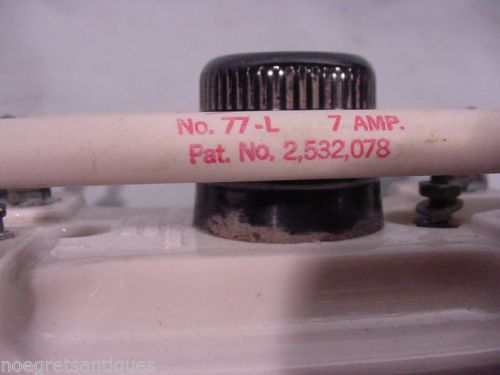 No. 77-L 7 AMP.
Pat. No. 2,532,078
noegretsantiques